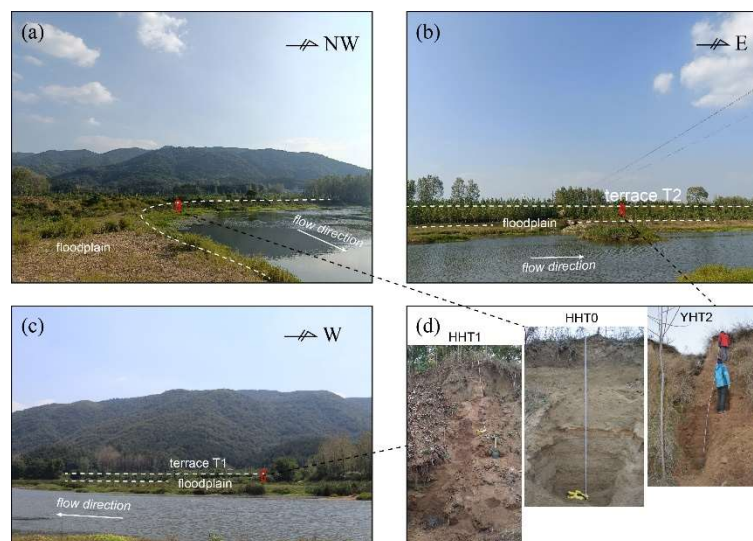 (a)
NW
floodplain
flow direction
(b)
E
terrace T2
floodplain
flow direction
(c)
W
terrace T1
floodplain
flow direction
(d)
HHT1
HHT0
YHT2